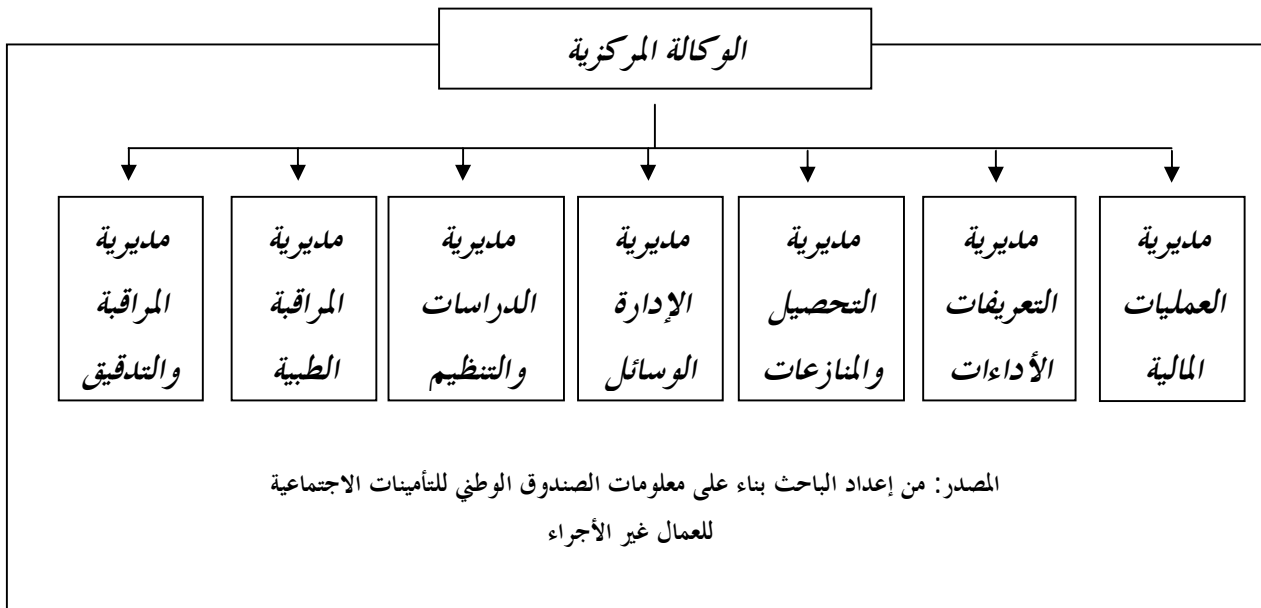 الوكالة المركزية
مديرية
العمليات
المالية
مديرية
التعريفات
الأداءات
مديرية
التحصيل
والمنازعات
مديرية
الإدارة
الوسائل
مديرية
الدراسات
والتنظيم
مديرية
المراقبة
الطبية
مديرية
المراقبة
والتدقيق
المصدر: من إعداد الباحث بناء على معلومات الصندوق الوطني للتأمينات الاجتماعية
للعمال غير الأجراء